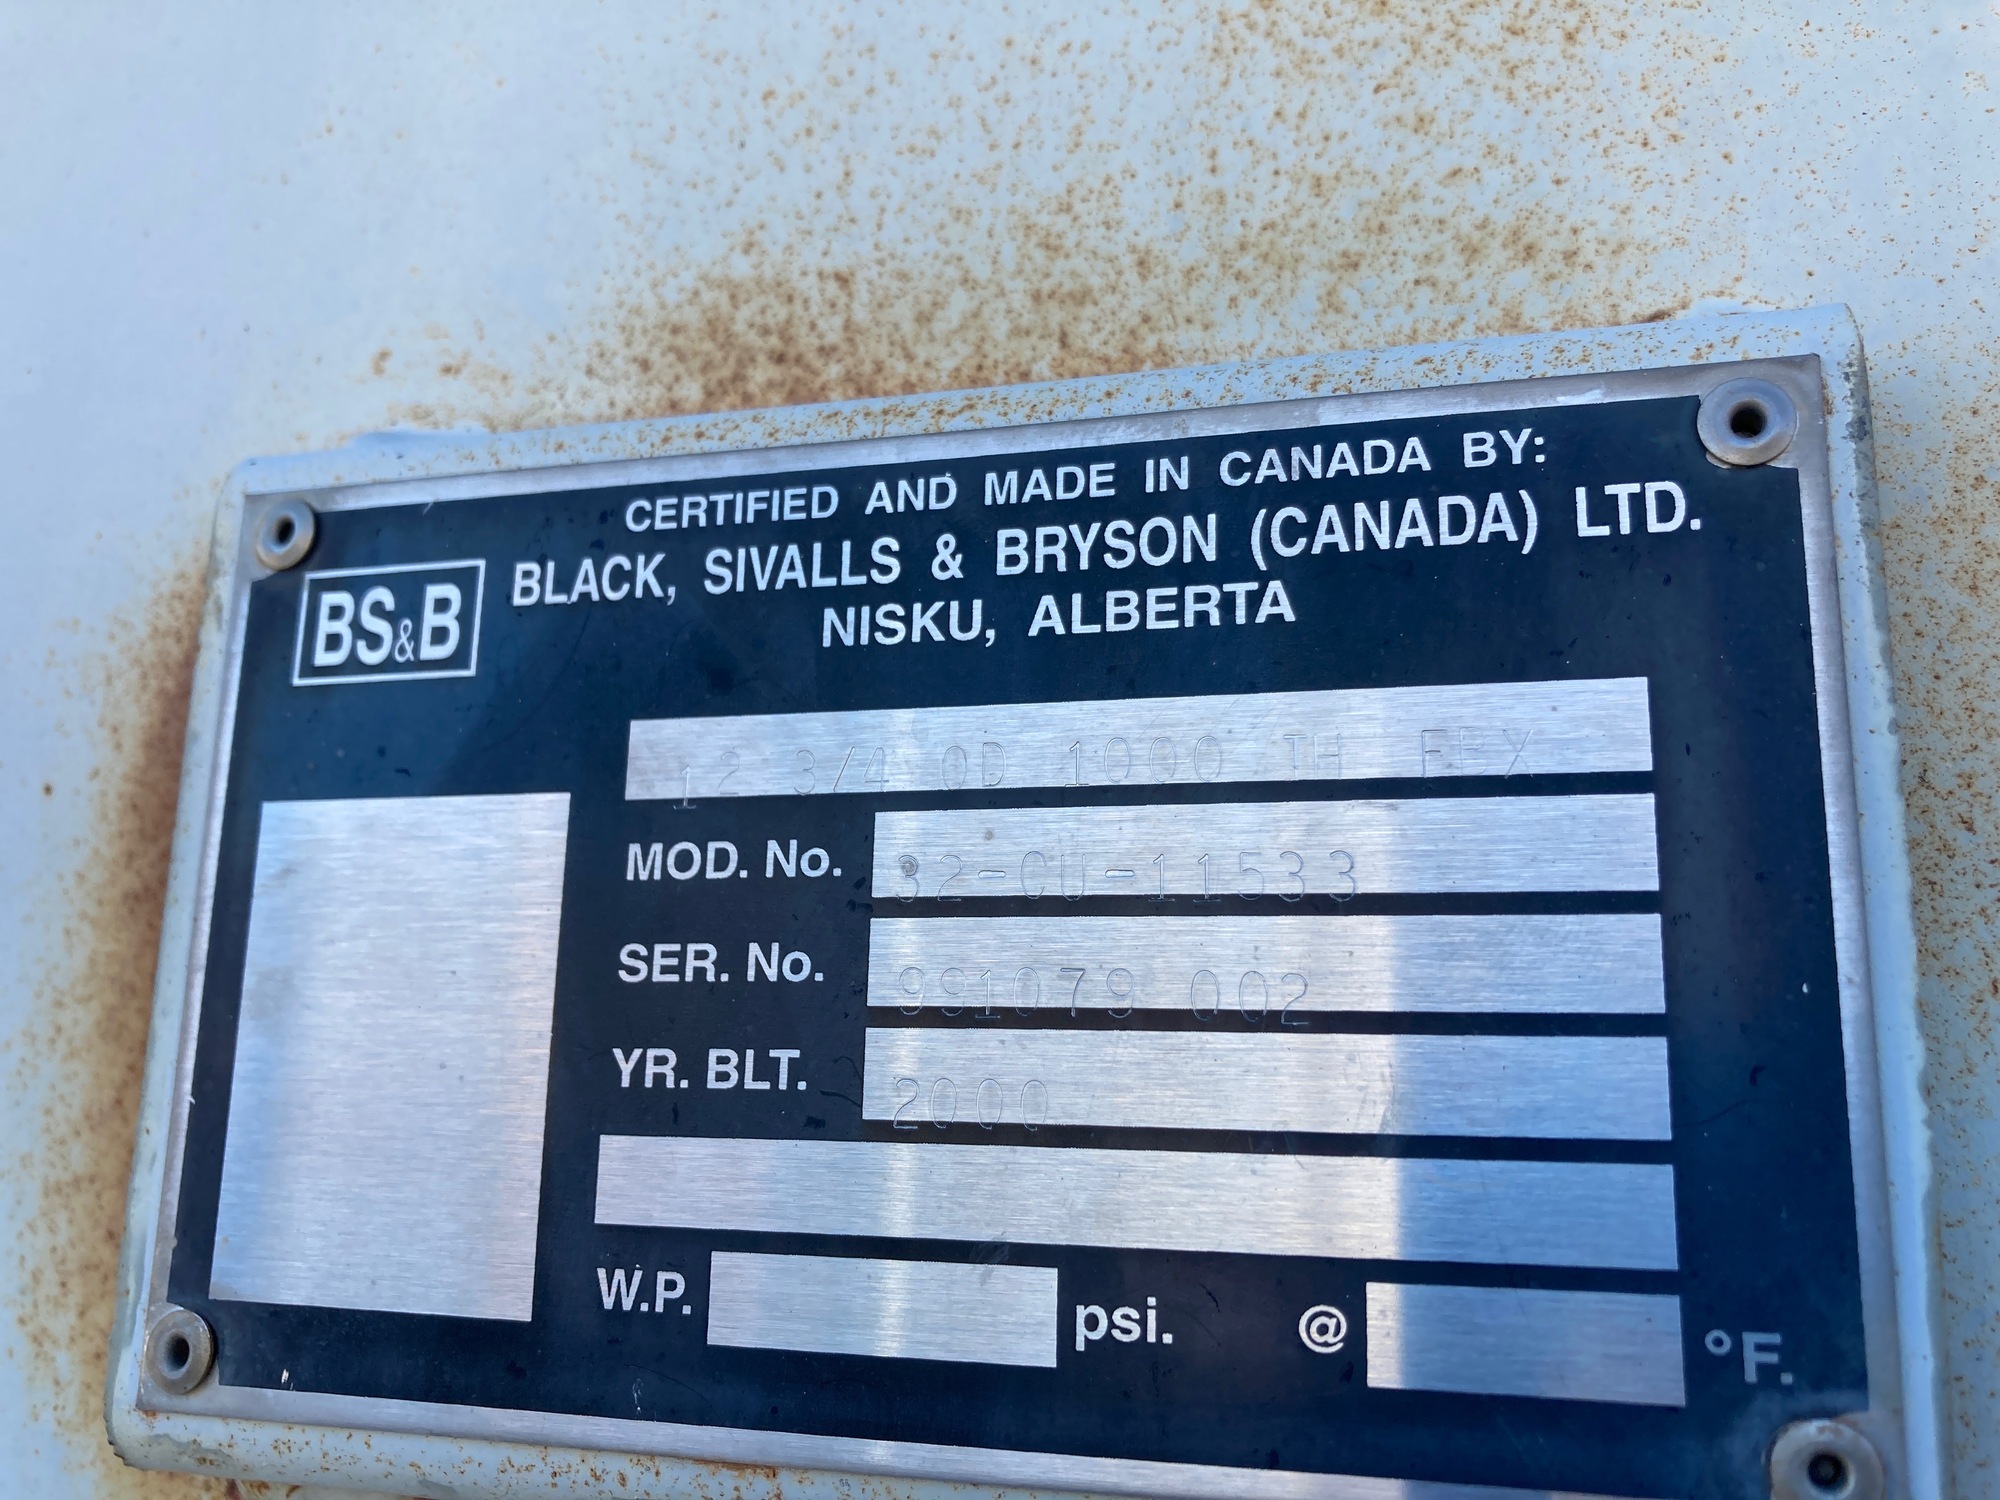 CERTIFIED AND MADE IN CANADA BY:
BS&B BLACK, SIVALLS & BRYSON (CANADA) LTD.
NISKU, ALBERTA
12 3/4 OD 1000 TH FBX
MOD. No. 32-CU-11533
SER. No. 991079 002
YR. BLT. 2000
W.P. psi. @ °F.